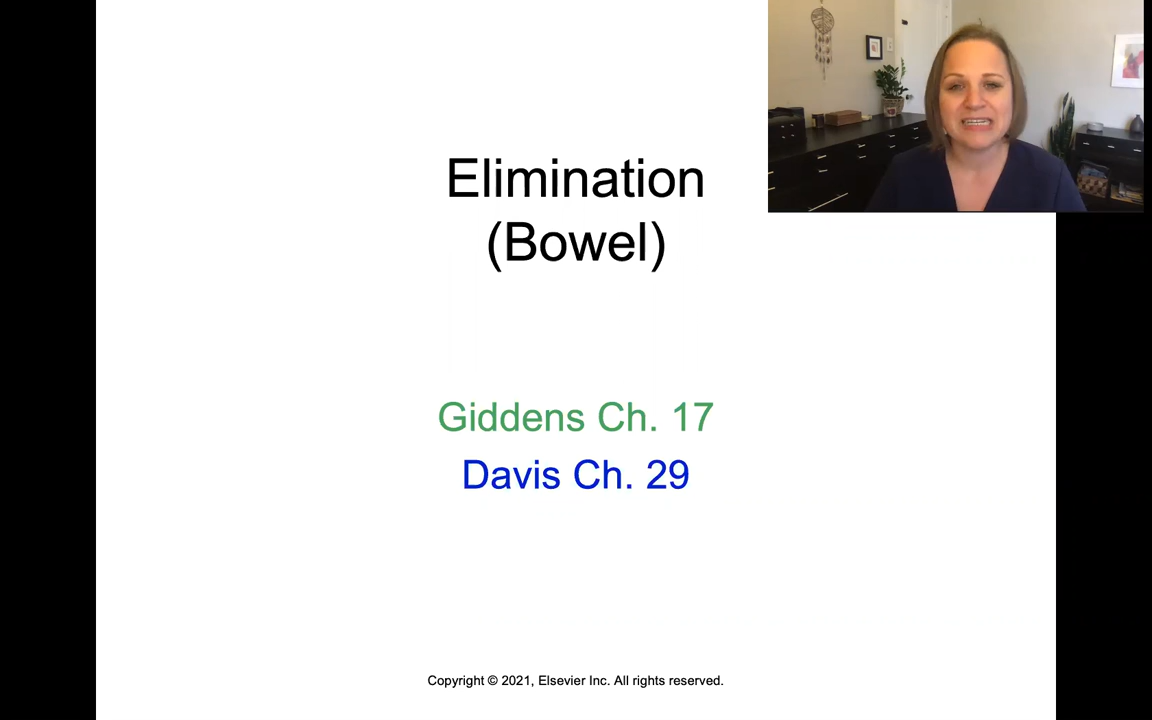 Elimination
(Bowel)
Giddens Ch. 17
Davis Ch. 29
Copyright © 2021, Elsevier Inc. All rights reserved.